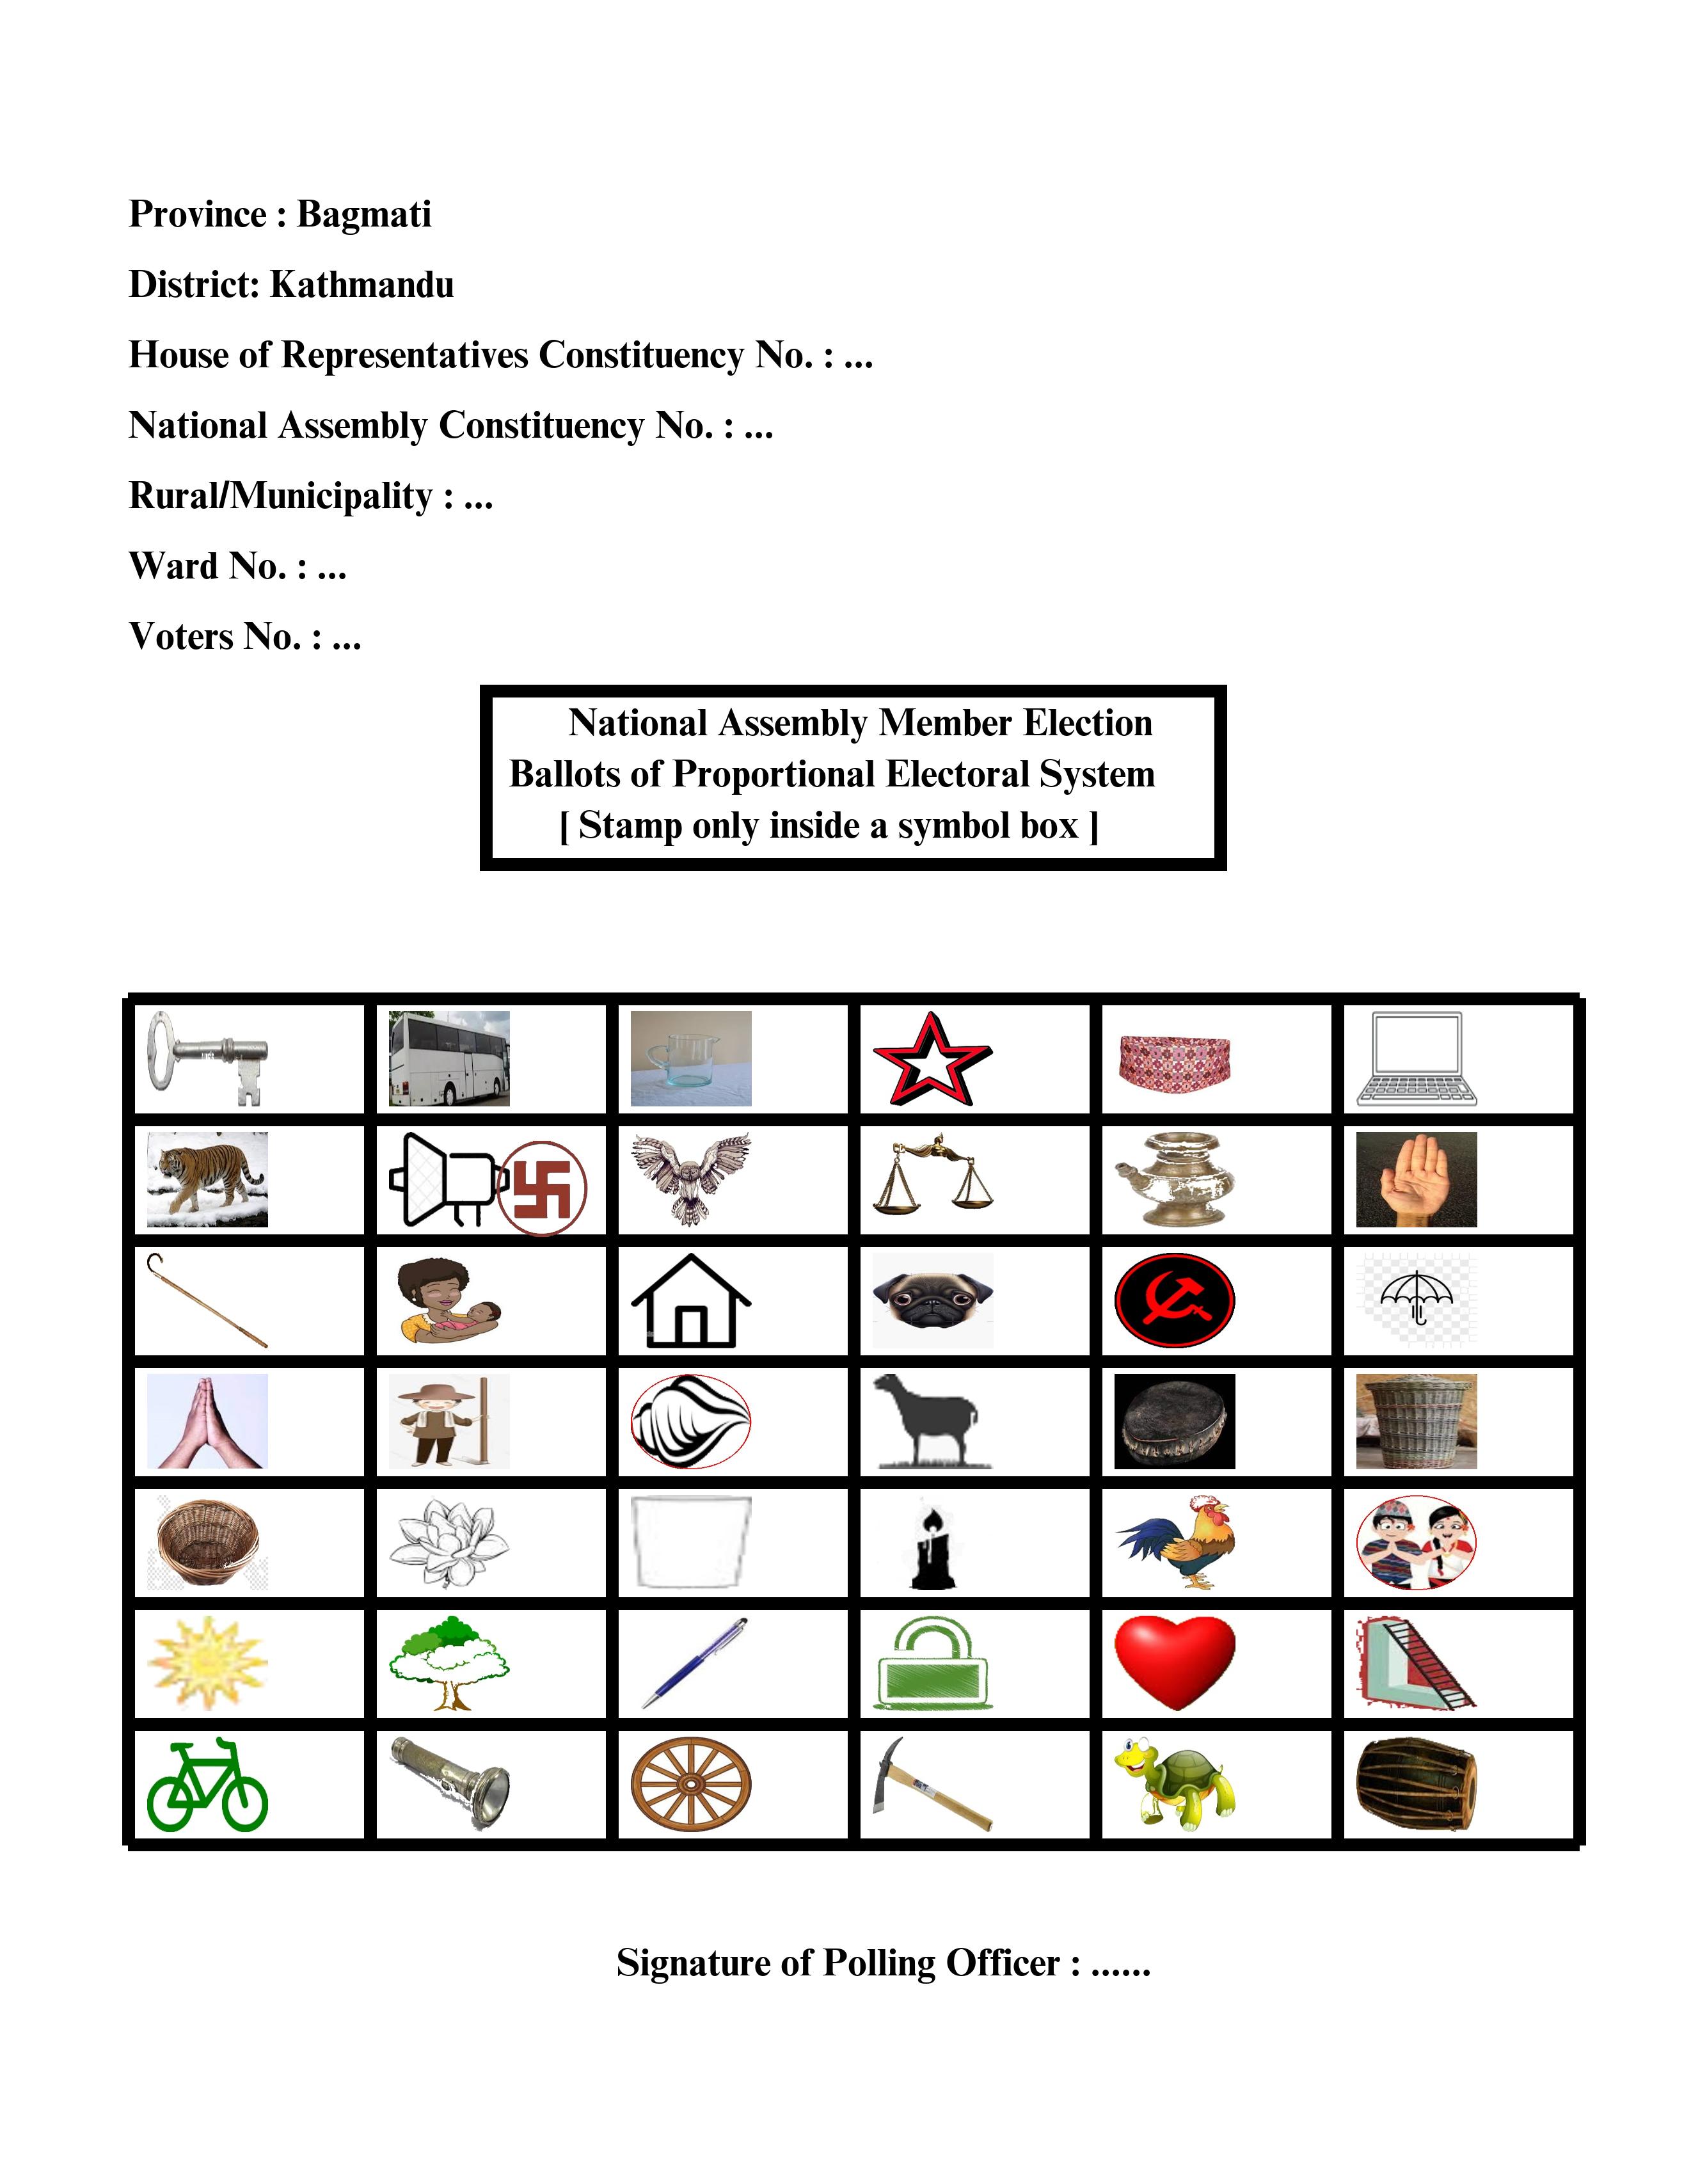 Province : Bagmati
District: Kathmandu
House of Representatives Constituency No. : ...
National Assembly Constituency No. : ...
Rural/Municipality : ...
Ward No. : ...
Voters No. : ...
National Assembly Member Election
Ballots of Proportional Electoral System
[ Stamp only inside a symbol box ]
Signature of Polling Officer : ......